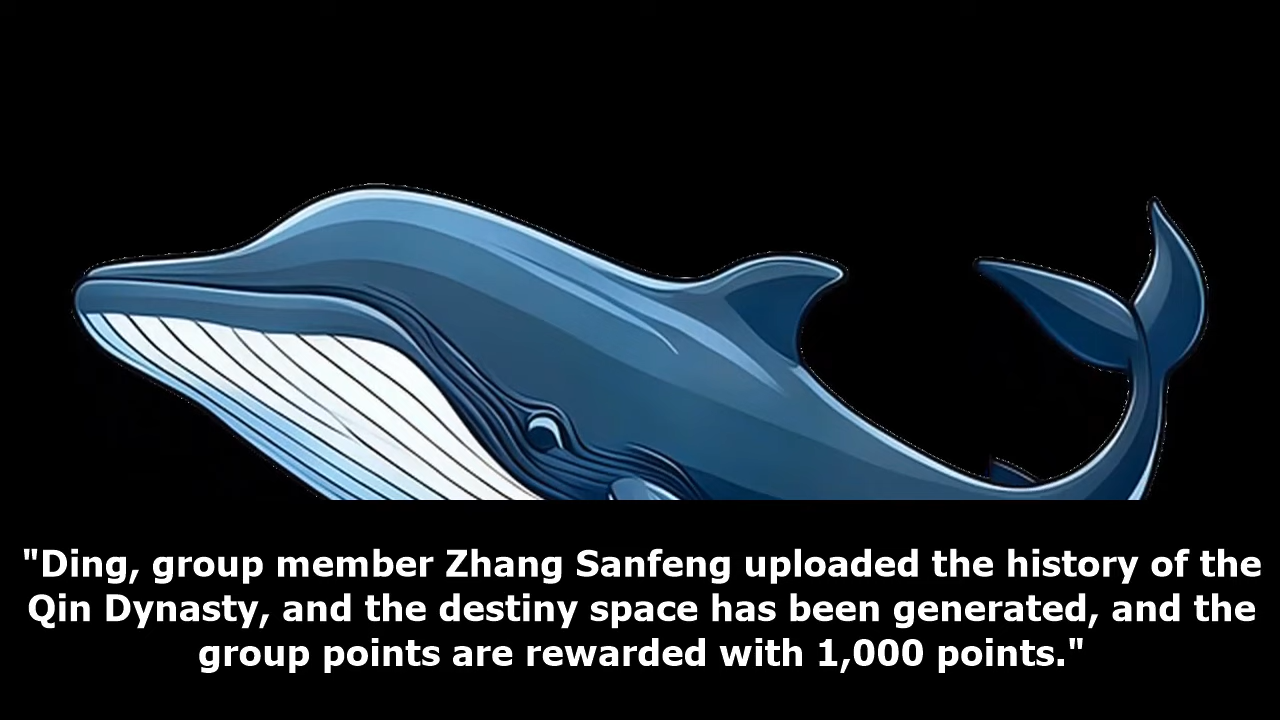 "Ding, group member Zhang Sanfeng uploaded the history of the
Qin Dynasty, and the destiny space has been generated, and the
group points are rewarded with 1,000 points."